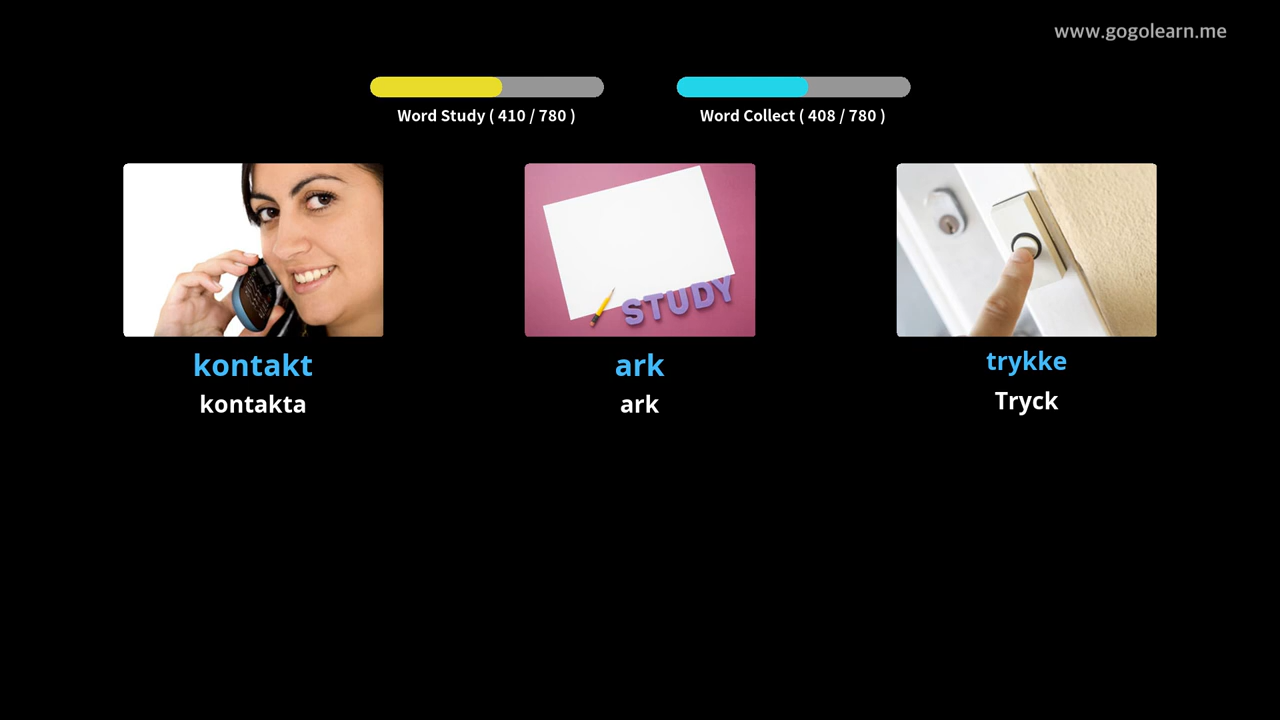 www.gogolearn.me
Word Study ( 410 / 780 )
Word Collect ( 408 / 780 )
STUDY
kontakt
kontakta
ark
ark
trykke
Tryck